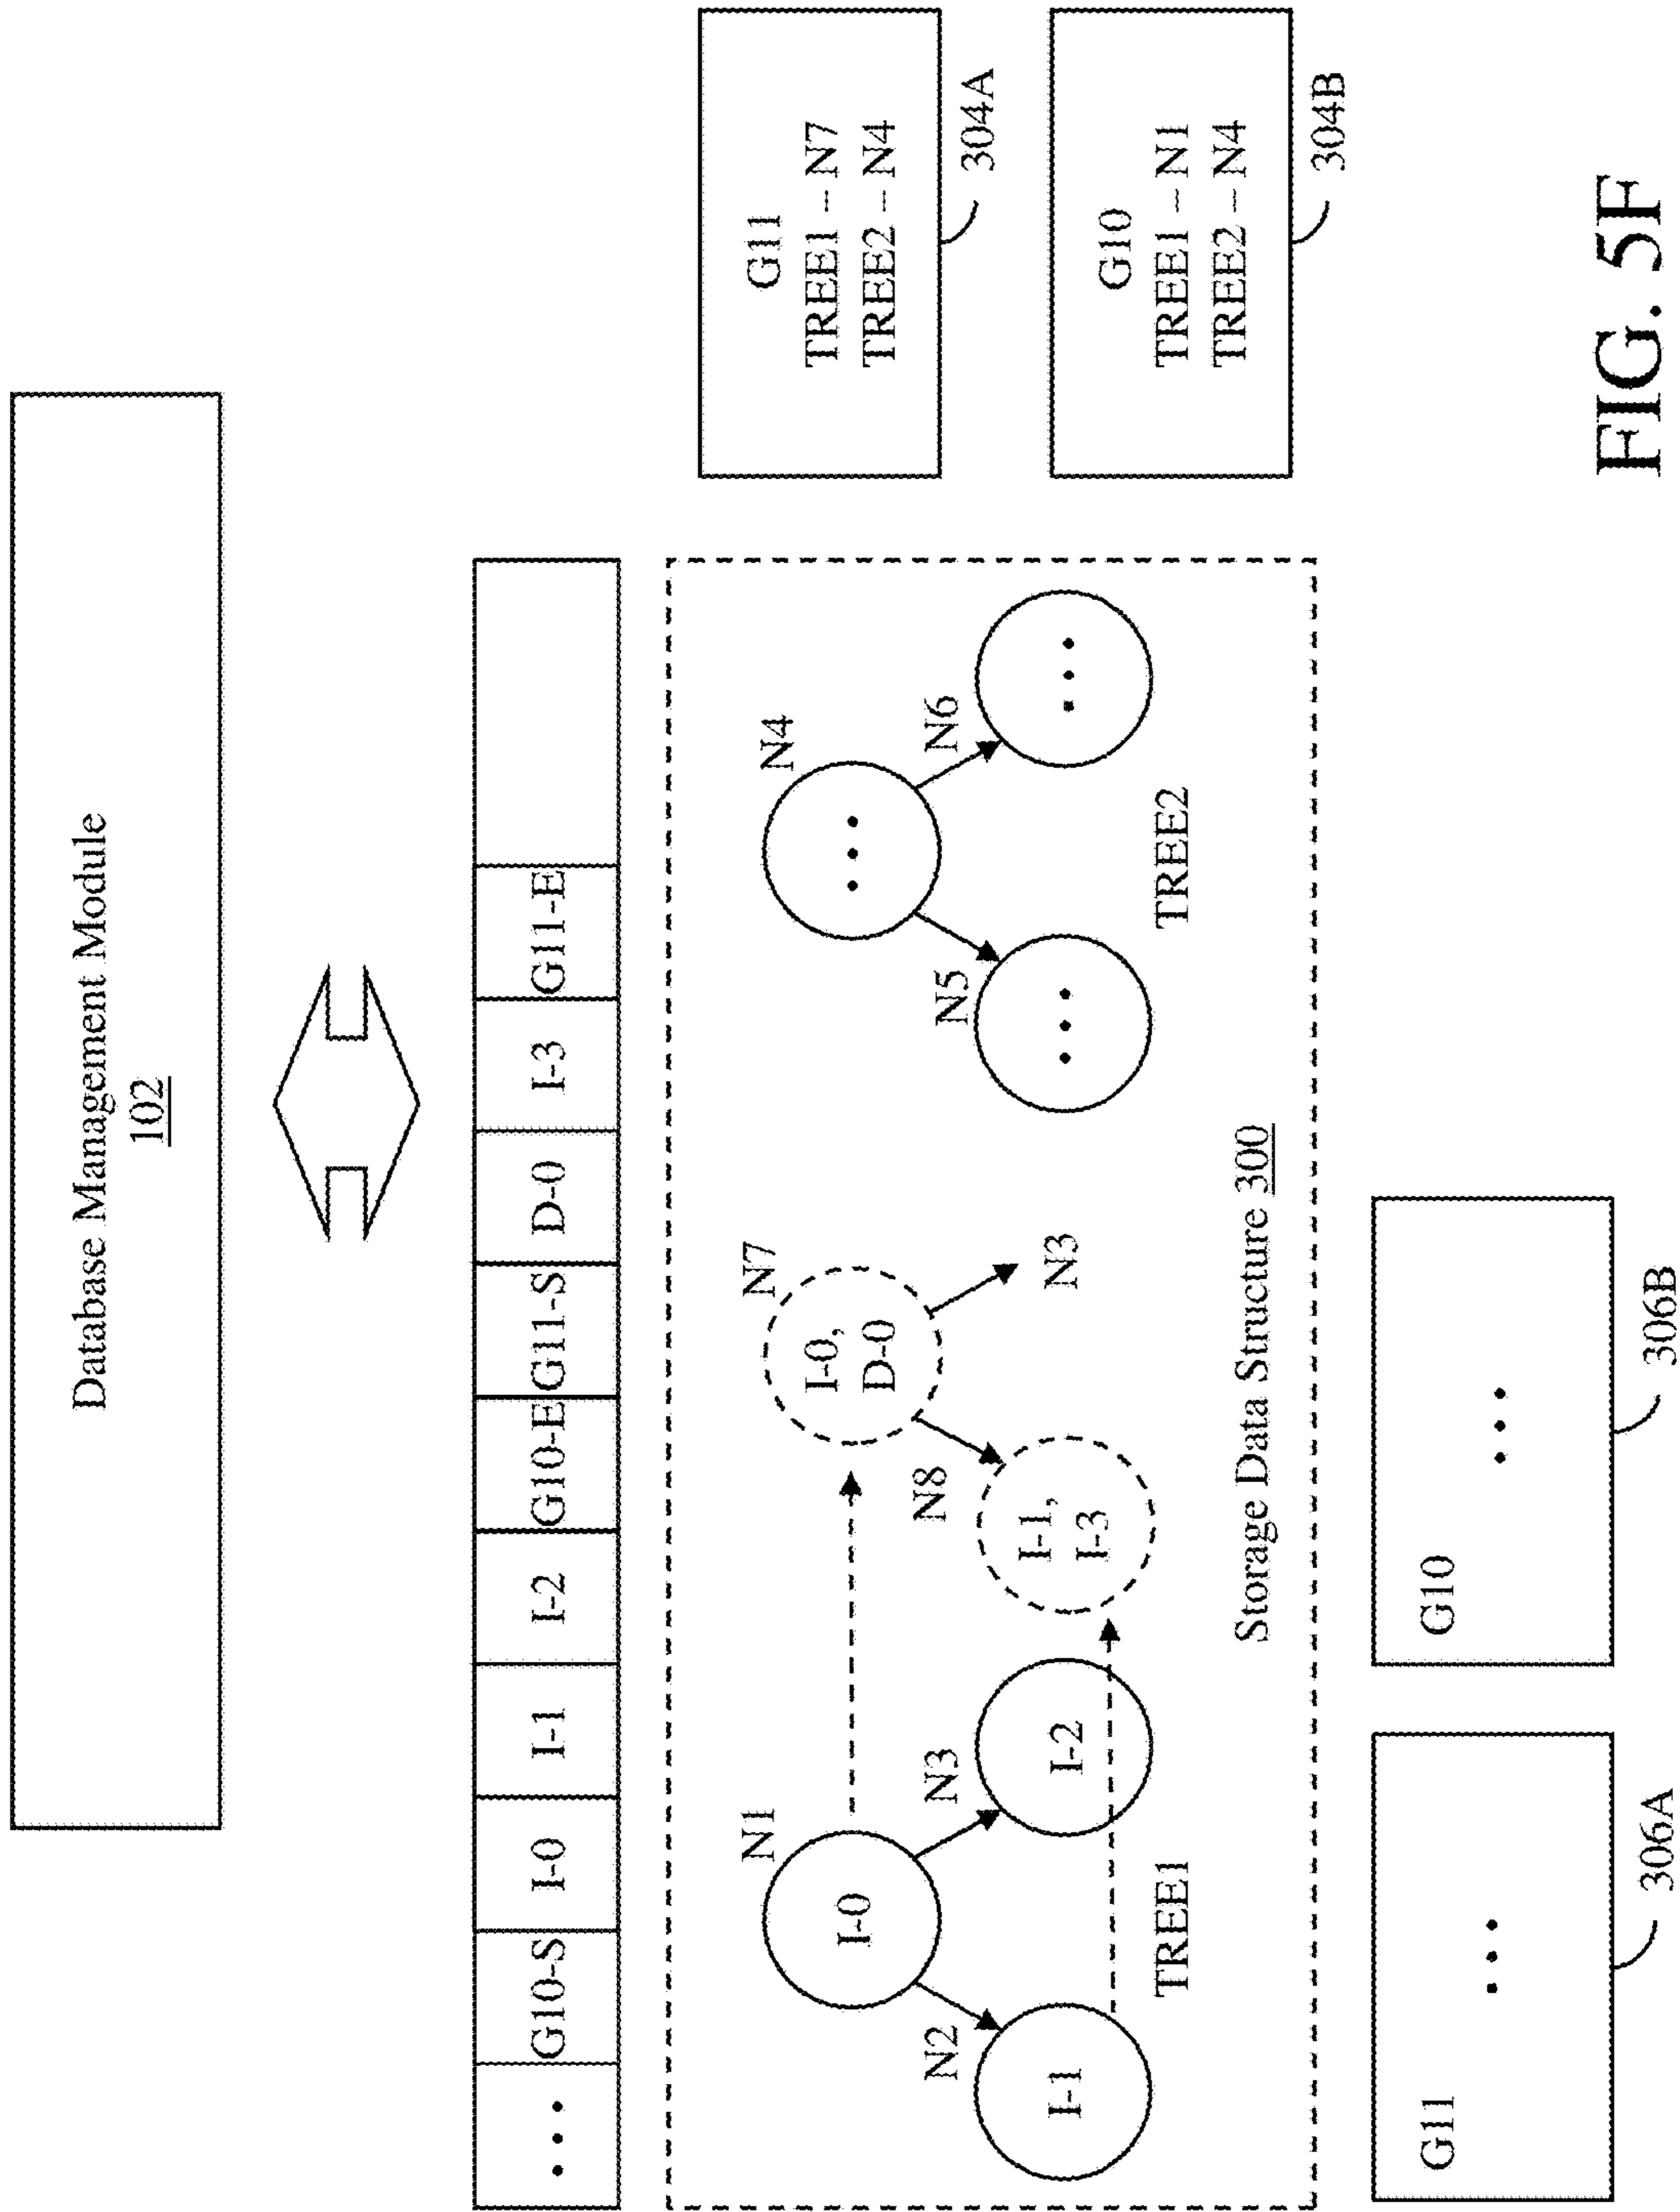 Database Management Module
102
• • • G10-S I-0 I-1 I-2 G10-E G11-S D-0 I-3 G11-E
N1
I-0
N2
N3
I-1
I-2
TREE1
N7
I-0,
D-0
N8
N3
I-1,
I-3
N4
• • •
N5
N6
• • •
• • •
TREE2
Storage Data Structure 300
G11
TREE1 – N7
TREE2 – N4
304A
G10
TREE1 – N1
TREE2 – N4
304B
G11
• • •
306A
G10
• • •
306B
FIG. 5F